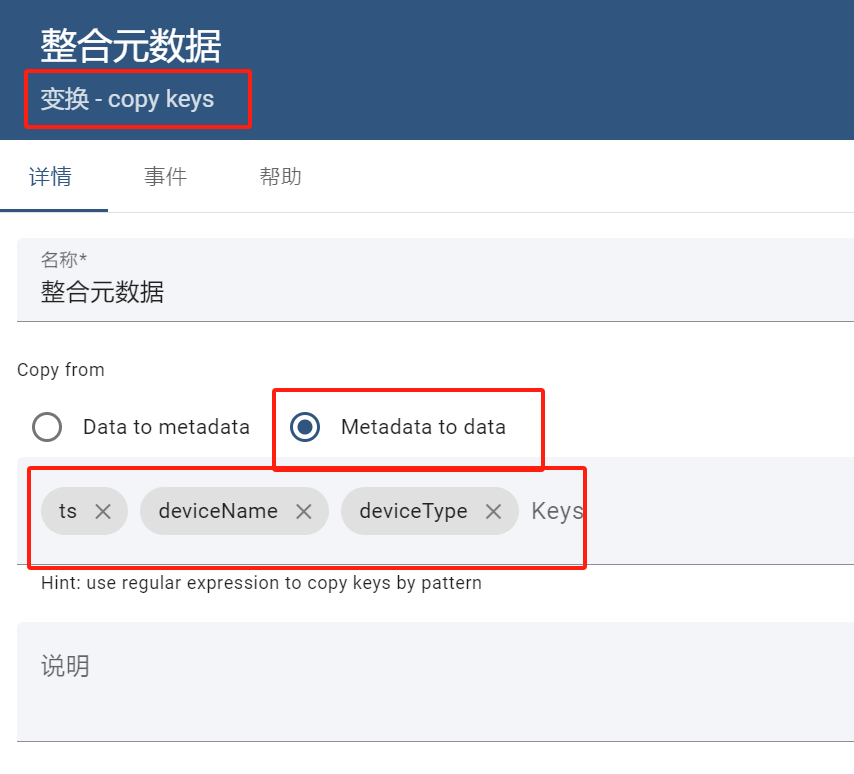 整合元数据
变换 - copy keys
详情 事件 帮助
名称*
整合元数据
Copy from
Data to metadata Metadata to data
ts deviceName deviceType Keys
Hint: use regular expression to copy keys by pattern
说明